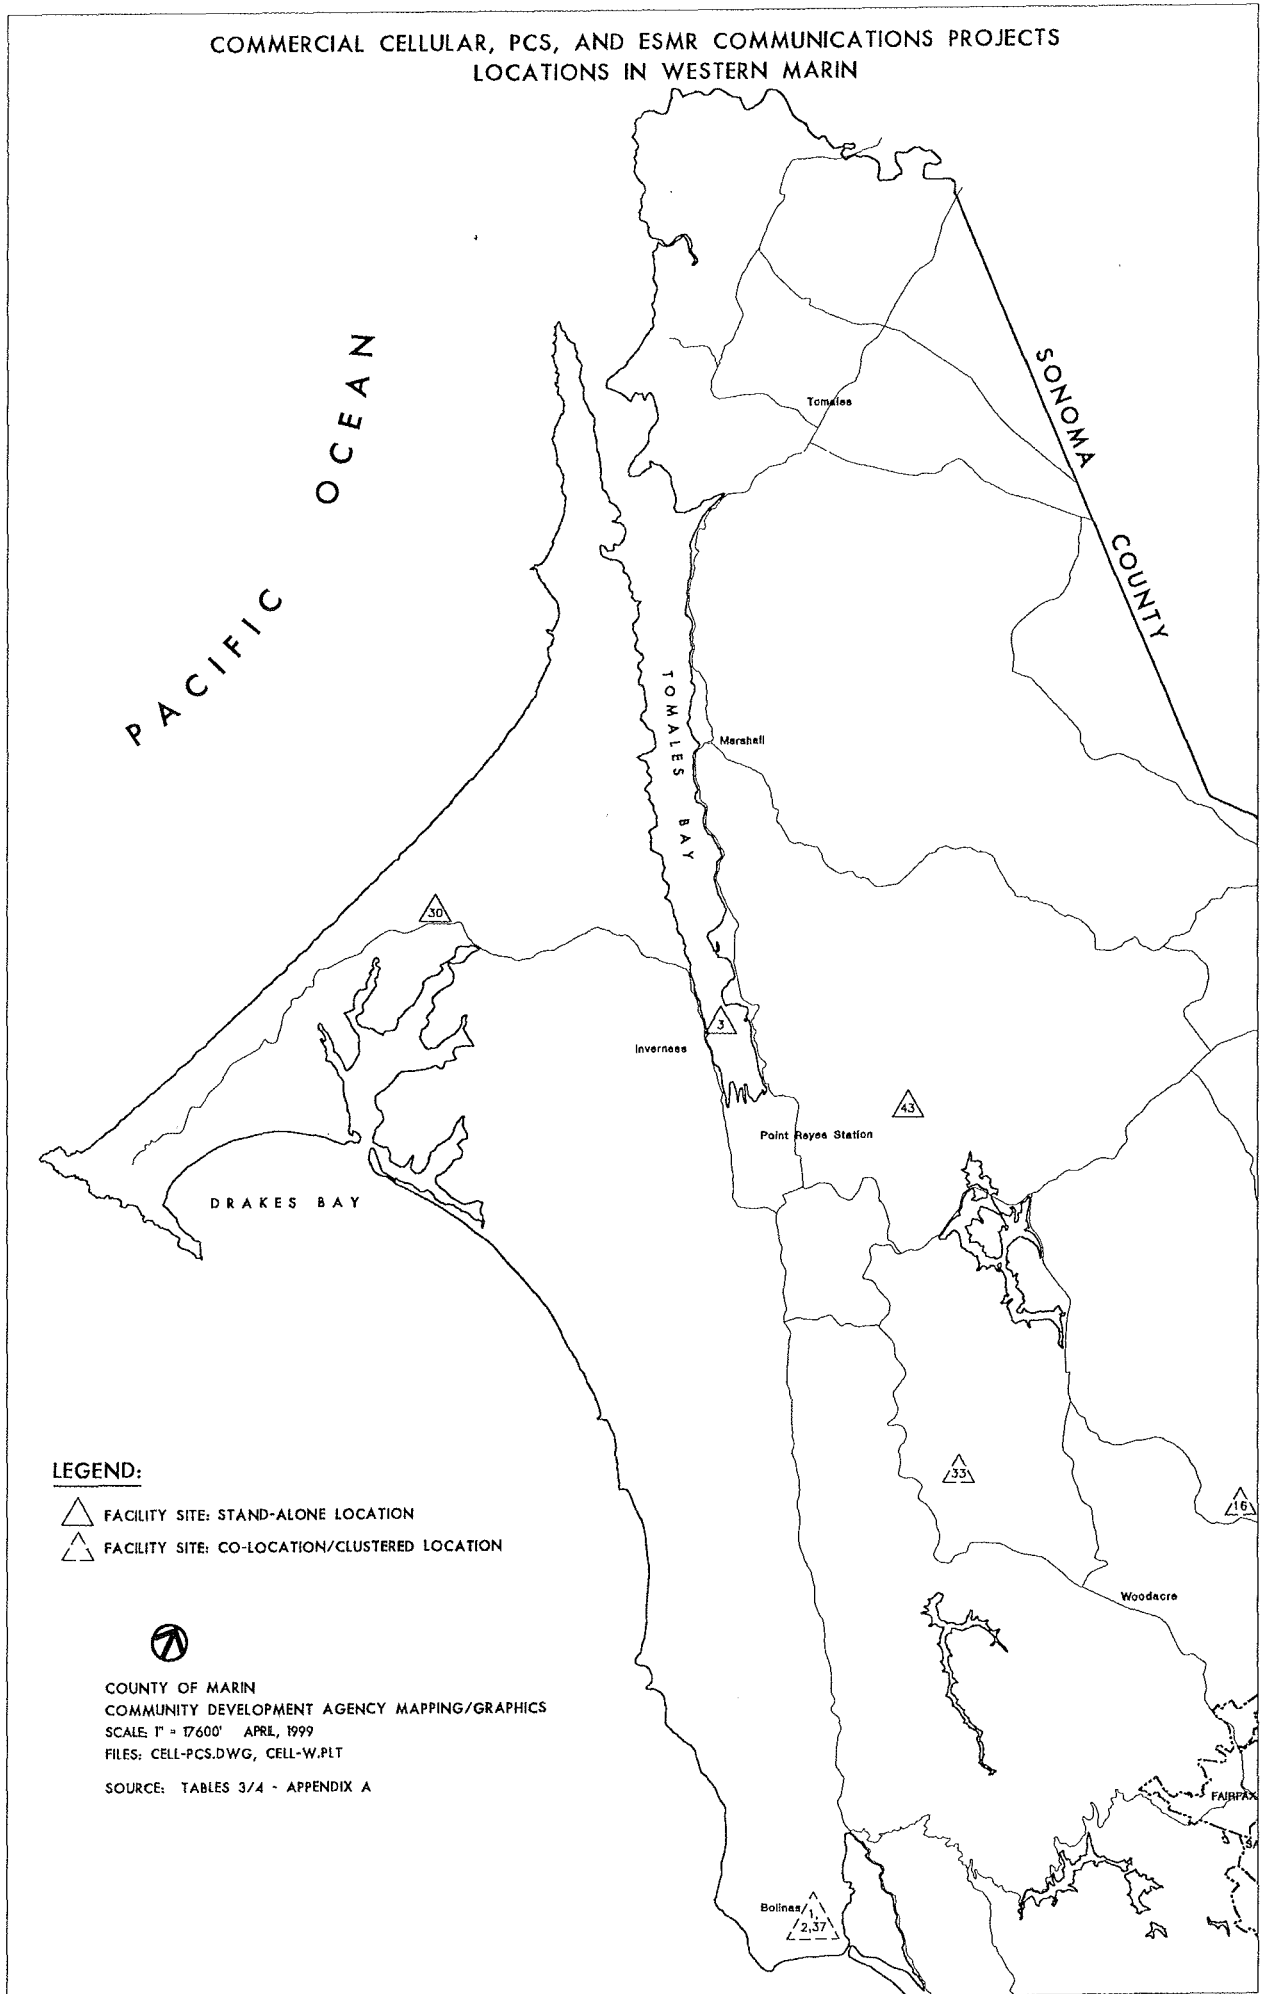 COMMERCIAL CELLULAR, PCS, AND ESMR COMMUNICATIONS PROJECTS
LOCATIONS IN WESTERN MARIN
PACIFIC OCEAN
SONOMA COUNTY
Tomales
TOMALES BAY
Marshall
30
3
Inverness
43
Point Reyes Station
DRAKES BAY
33
16
LEGEND:
FACILITY SITE: STAND-ALONE LOCATION
FACILITY SITE: CO-LOCATION/CLUSTERED LOCATION
Woodacre
COUNTY OF MARIN
COMMUNITY DEVELOPMENT AGENCY MAPPING/GRAPHICS
SCALE: 1" = 17600' APRIL, 1999
FILES: CELL-PCS.DWG, CELL-W.PLT
SOURCE: TABLES 3/4 - APPENDIX A
FAIRFAX
SA
Bolinas
1,
2,37